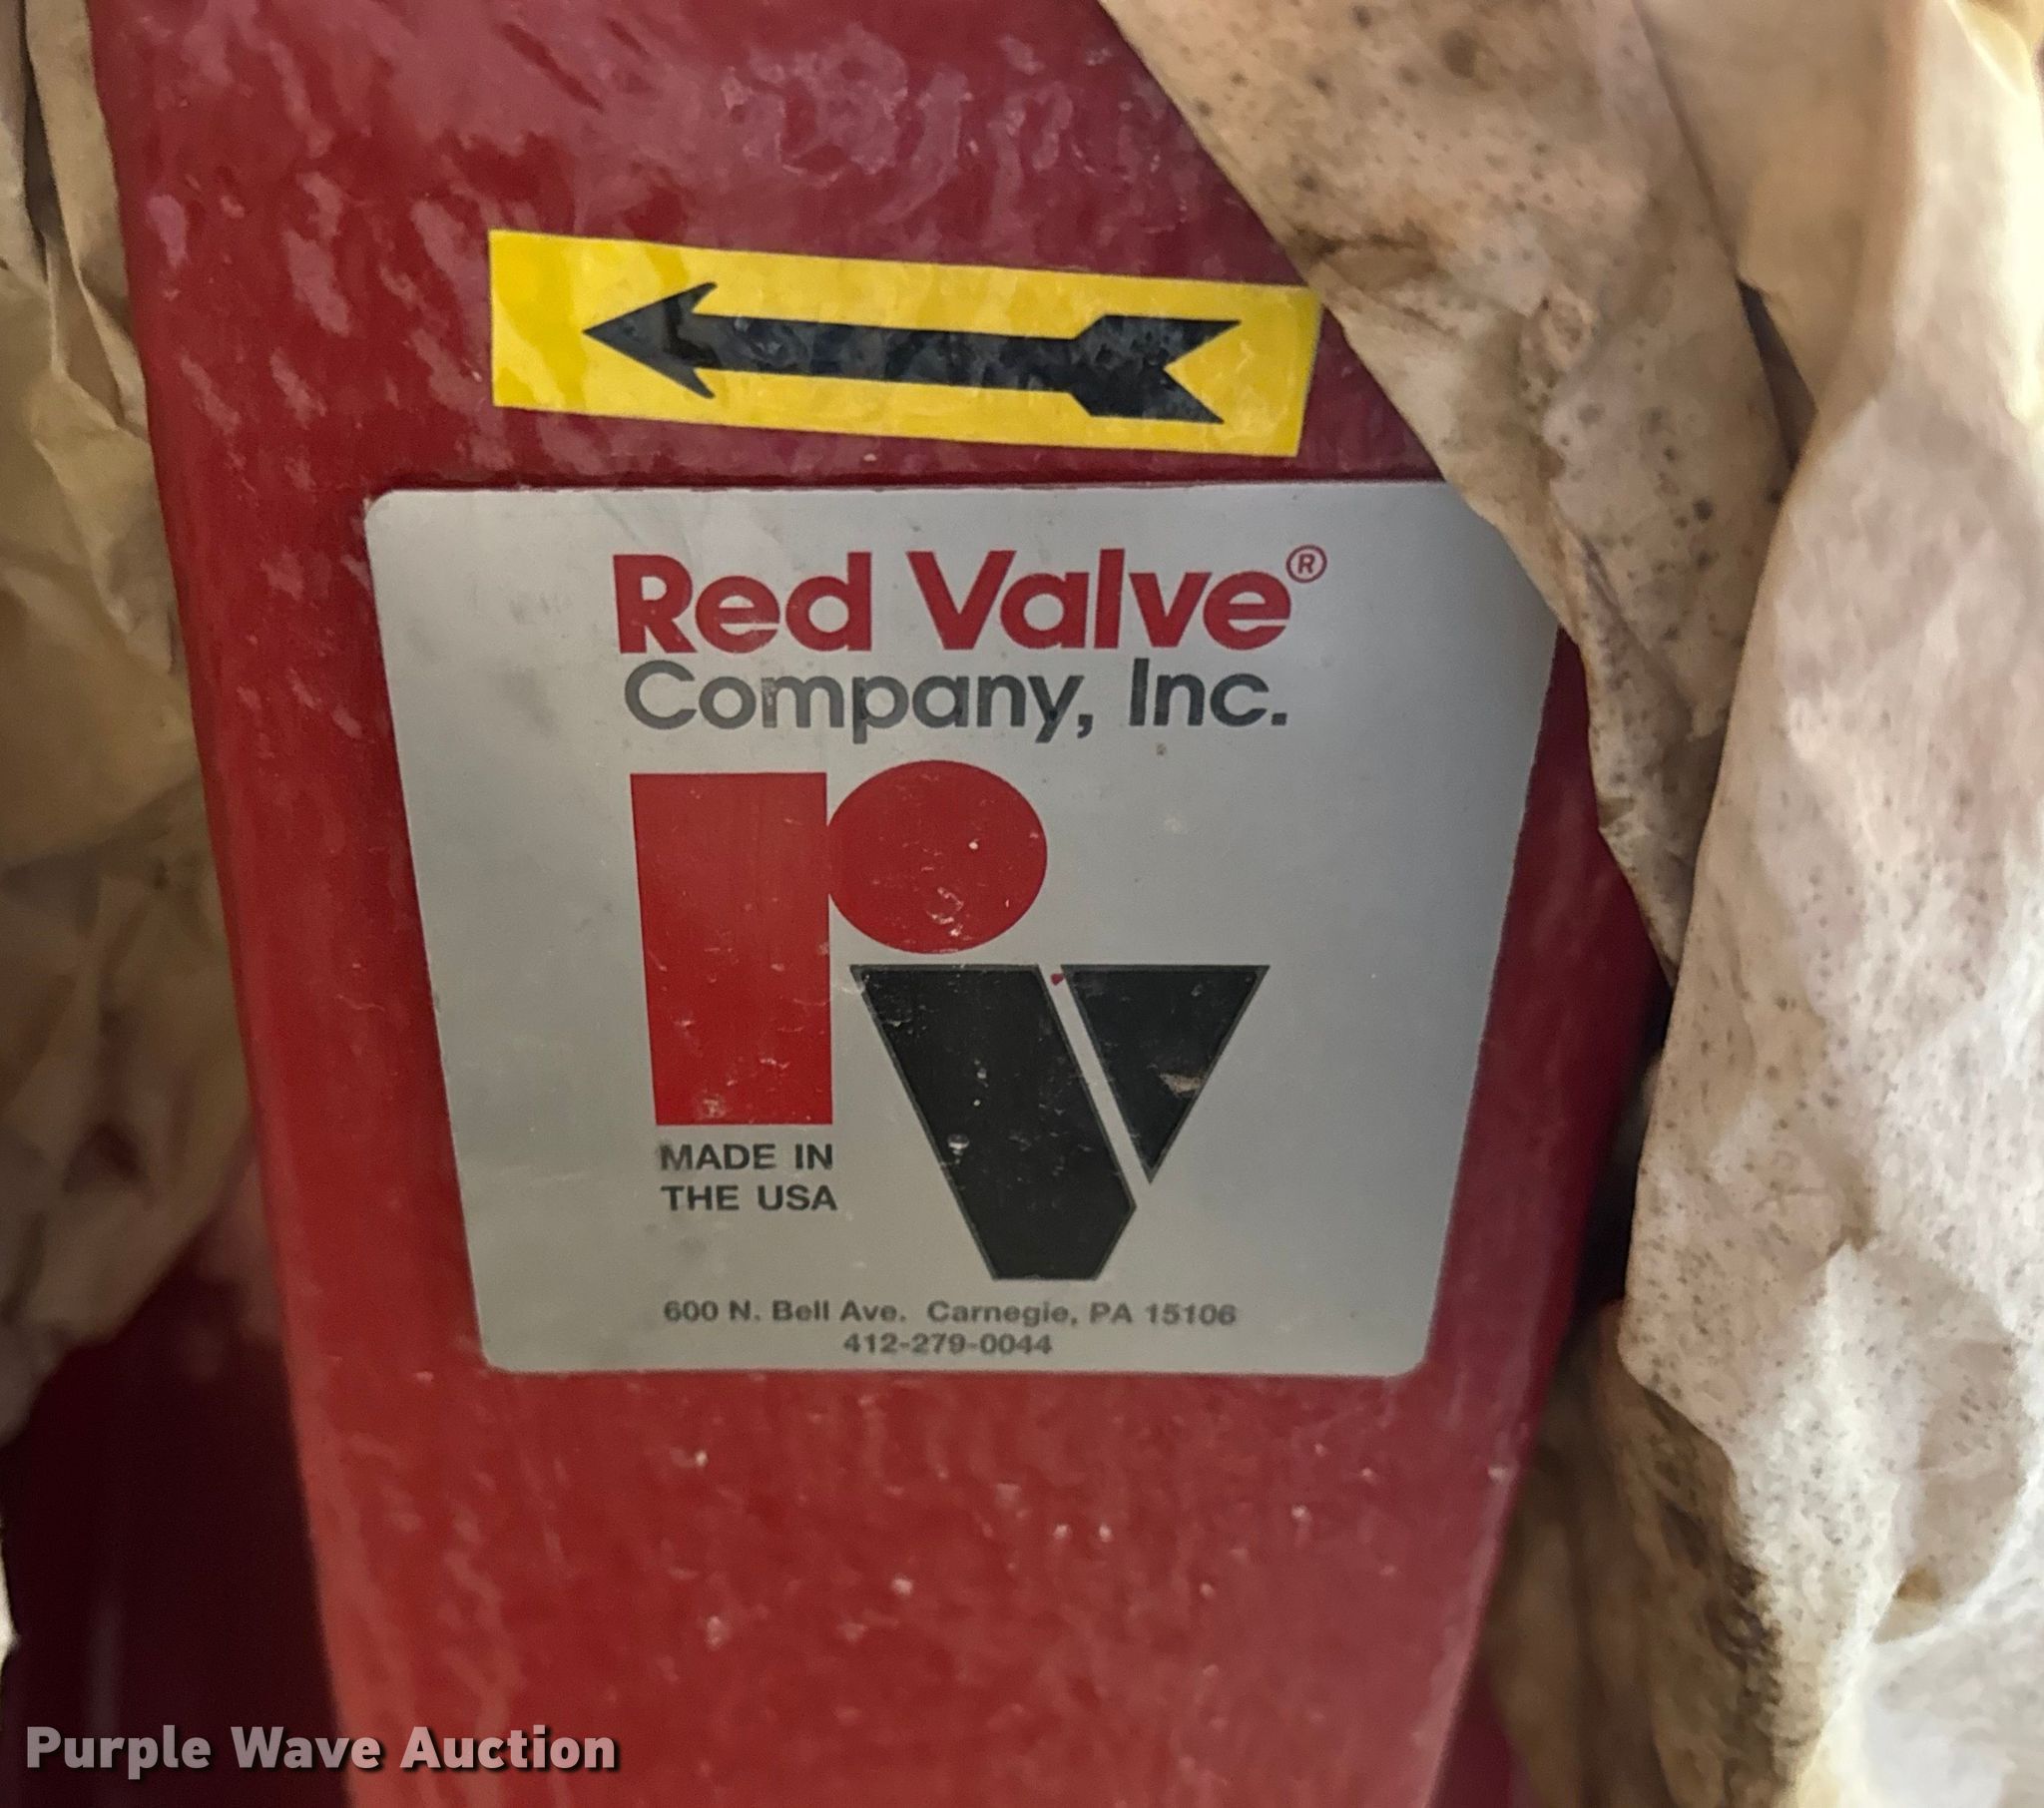 Red Valve®
Company, Inc.
rv
MADE IN
THE USA
600 N. Bell Ave. Carnegie, PA 15106
412-279-0044
Purple Wave Auction